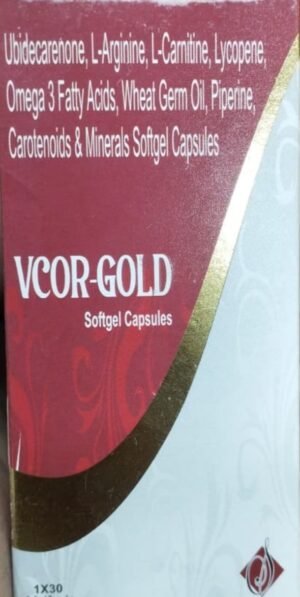 Ubidecarenone, L-Arginine, L-Carnitine, Lycopene,
Omega 3 Fatty Acids, Wheat Germ Oil, Piperine,
Carotenoids & Minerals Softgel Capsules
VCOR-GOLD
Softgel Capsules
1X30